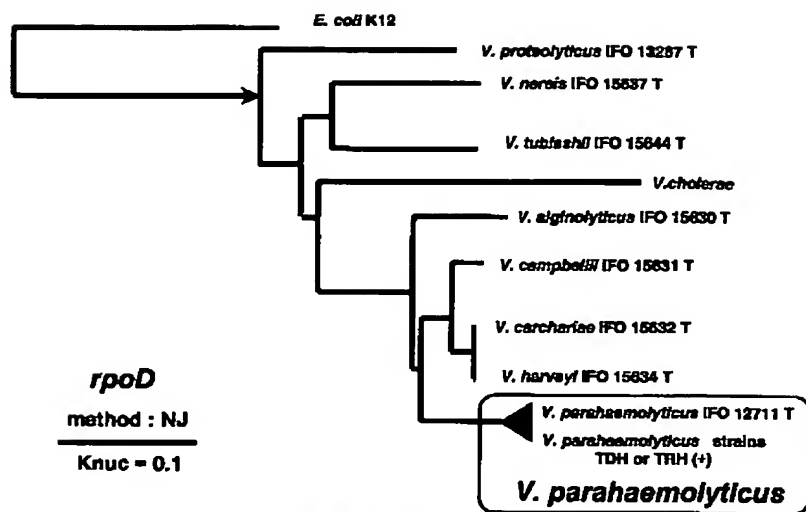 E. coli K12
V. proteolyticus IFO 13287 T
V. nereis IFO 15637 T
V. tubiashii IFO 15644 T
V.cholerae
V. alginolyticus IFO 15630 T
V. campbellii IFO 15631 T
V. carchariae IFO 15632 T
V. harveyi IFO 15634 T
rpoD
method : NJ
Knuc = 0.1
V. parahaemolyticus IFO 12711 T
V. parahaemolyticus strains
TDH or TRH (+)
V. parahaemolyticus